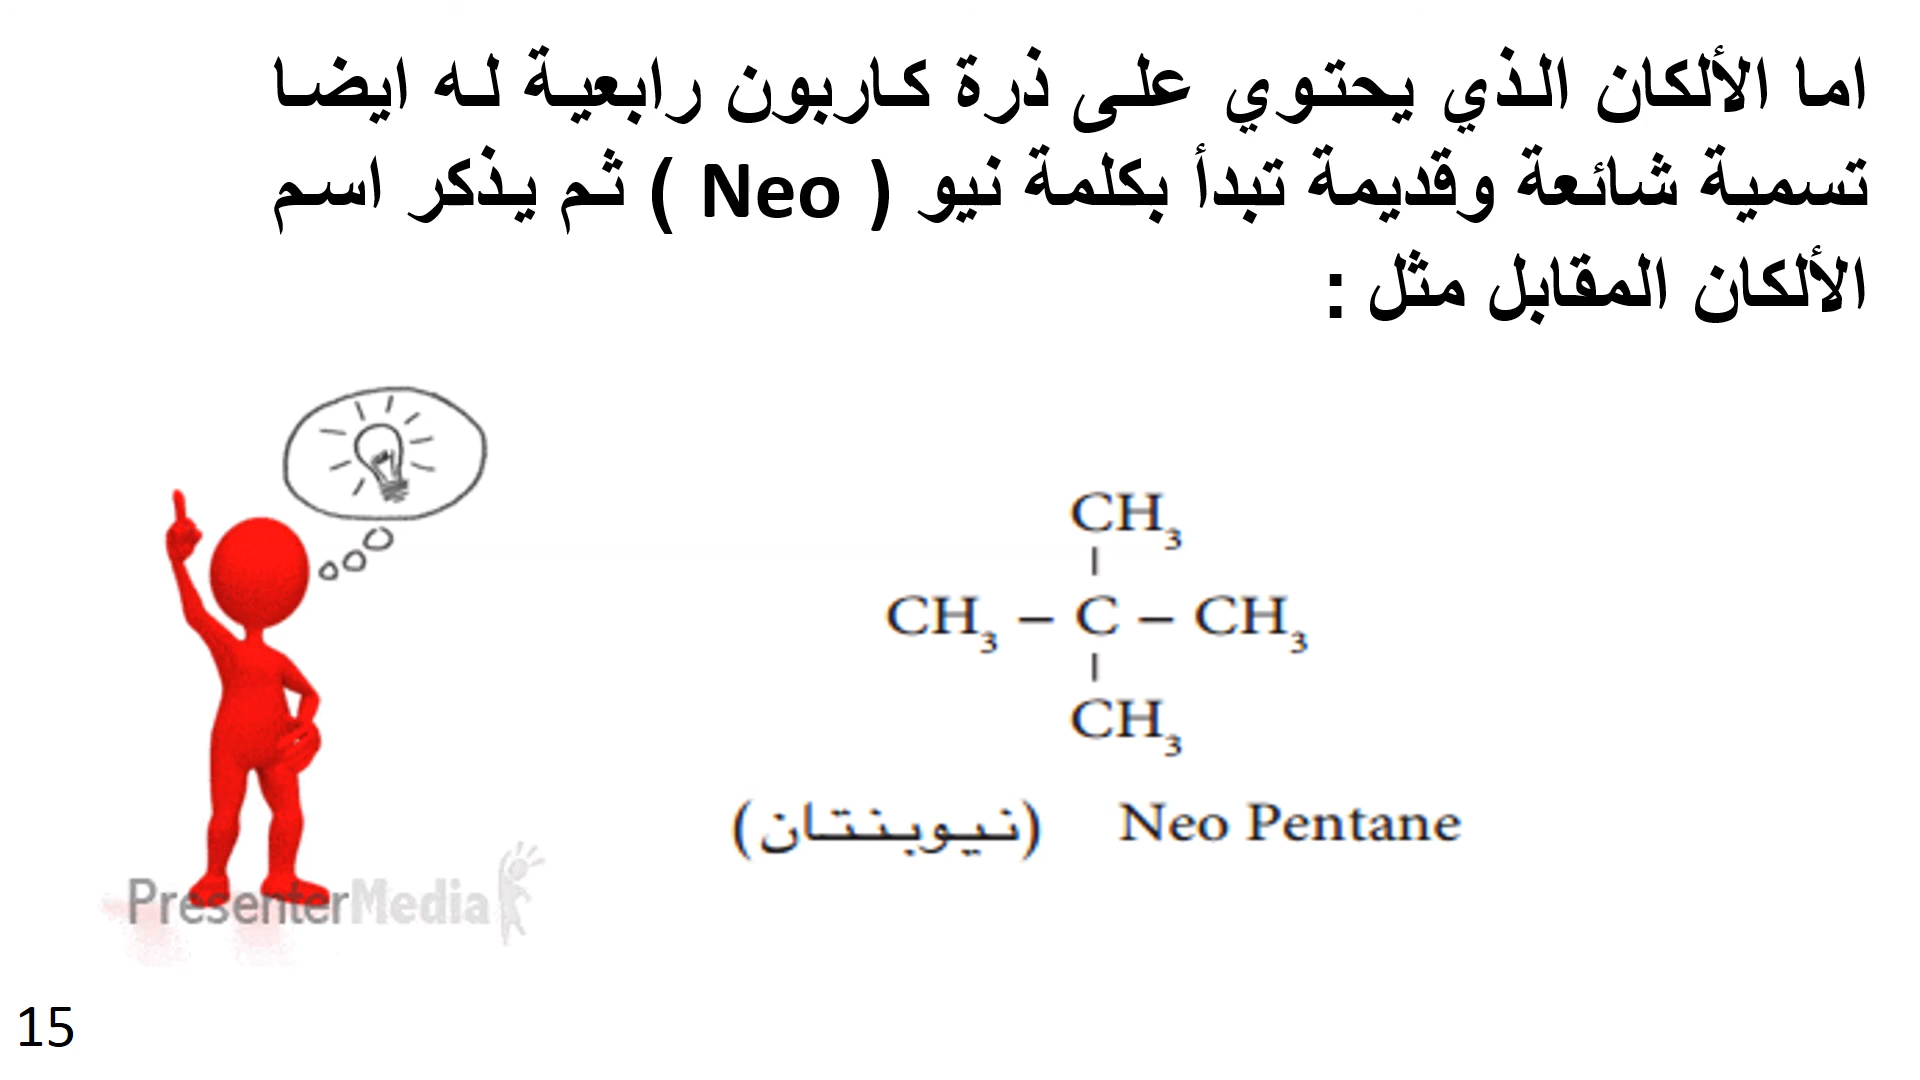 اما الألكان الذي يحتوي على ذرة كاربون رابعية له ايضا
تسمية شائعة وقديمة تبدأ بكلمة نيو ( Neo ) ثم يذكر اسم
الألكان المقابل مثل :
CH₃
|
CH₃ – C – CH₃
|
CH₃
(نيوبنتان) Neo Pentane
PresenterMedia
15